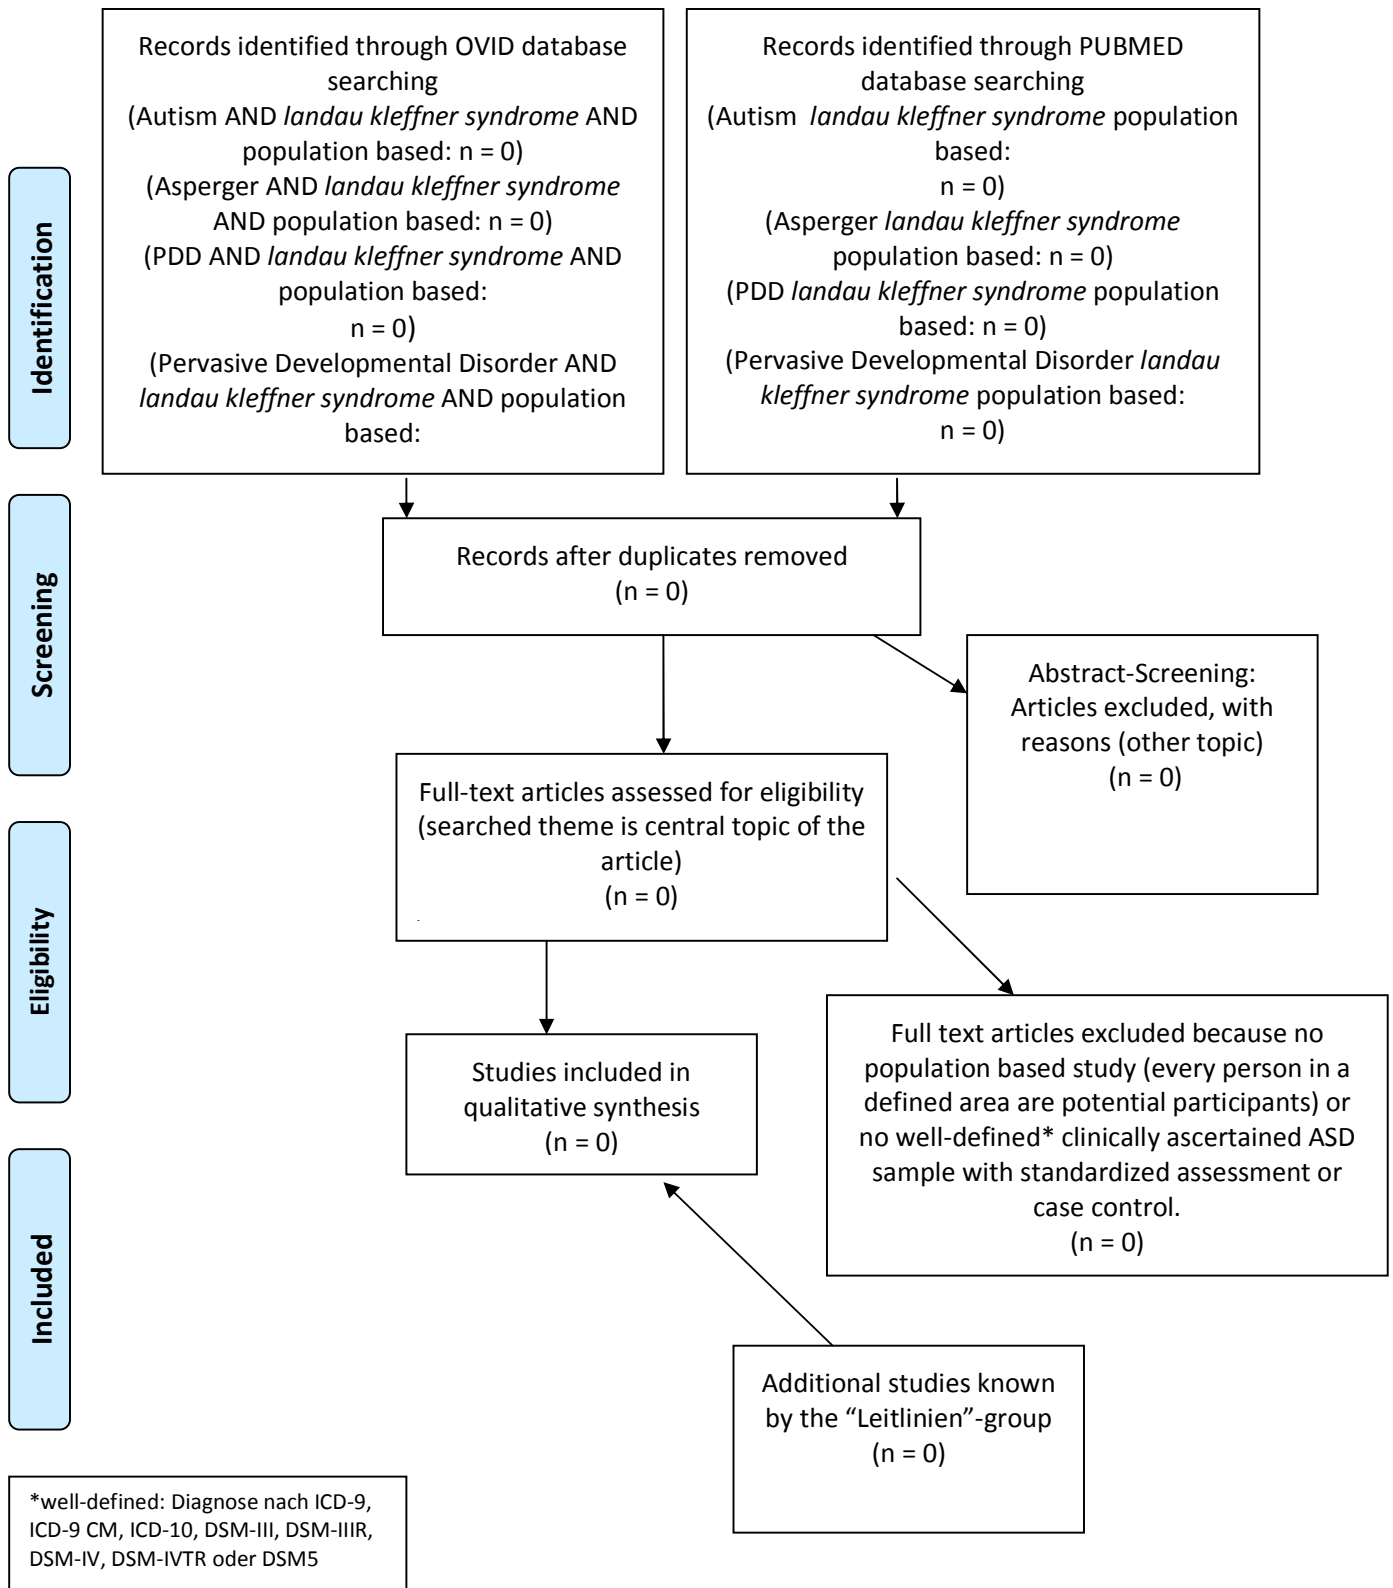 Records identified through OVID database
searching
(Autism AND landau kleffner syndrome AND
population based: n = 0)
(Asperger AND landau kleffner syndrome
AND population based: n = 0)
(PDD AND landau kleffner syndrome AND
population based:
n = 0)
(Pervasive Developmental Disorder AND
landau kleffner syndrome AND population
based:
Records identified through PUBMED
database searching
(Autism landau kleffner syndrome population
based:
n = 0)
(Asperger landau kleffner syndrome
population based: n = 0)
(PDD landau kleffner syndrome population
based: n = 0)
(Pervasive Developmental Disorder landau
kleffner syndrome population based:
n = 0)
Identification
Records after duplicates removed
(n = 0)
Screening
Abstract-Screening:
Articles excluded, with
reasons (other topic)
(n = 0)
Full-text articles assessed for eligibility
(searched theme is central topic of the
article)
(n = 0)
Eligibility
Full text articles excluded because no
population based study (every person in a
defined area are potential participants) or
no well-defined* clinically ascertained ASD
sample with standardized assessment or
case control.
(n = 0)
Studies included in
qualitative synthesis
(n = 0)
Included
Additional studies known
by the “Leitlinien”-group
(n = 0)
*well-defined: Diagnose nach ICD-9,
ICD-9 CM, ICD-10, DSM-III, DSM-IIIR,
DSM-IV, DSM-IVTR oder DSM5